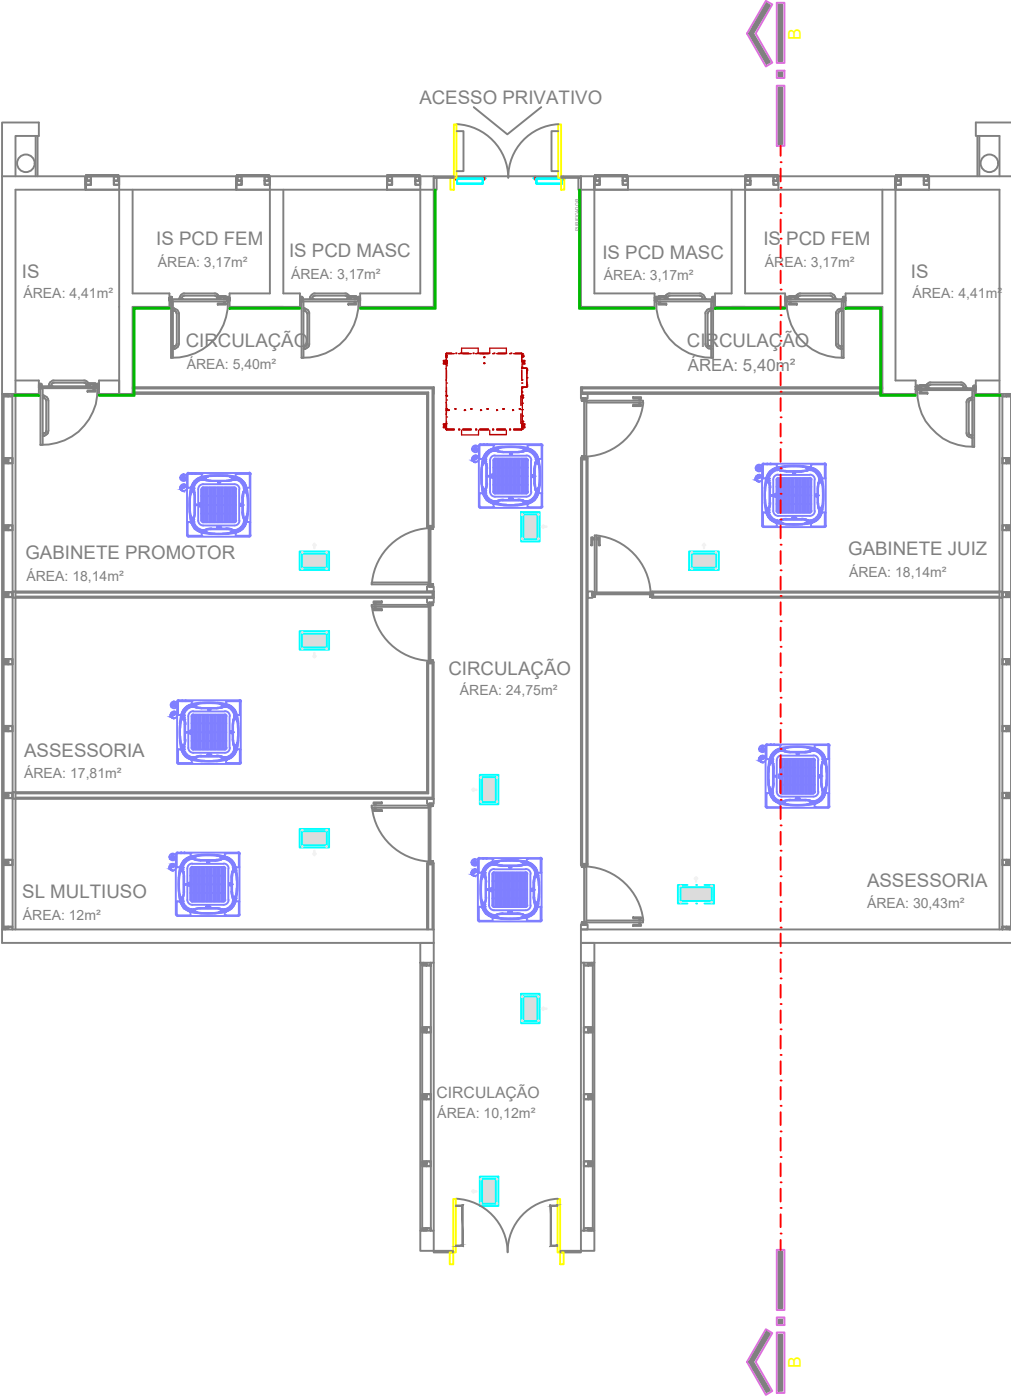 B
ACESSO PRIVATIVO
IS
ÁREA: 4,41m²
IS PCD FEM
ÁREA: 3,17m²
IS PCD MASC
ÁREA: 3,17m²
IS PCD MASC
ÁREA: 3,17m²
IS PCD FEM
ÁREA: 3,17m²
IS
ÁREA: 4,41m²
CIRCULAÇÃO
ÁREA: 5,40m²
CIRCULAÇÃO
ÁREA: 5,40m²
GABINETE PROMOTOR
ÁREA: 18,14m²
GABINETE JUIZ
ÁREA: 18,14m²
CIRCULAÇÃO
ÁREA: 24,75m²
ASSESSORIA
ÁREA: 17,81m²
SL MULTIUSO
ÁREA: 12m²
ASSESSORIA
ÁREA: 30,43m²
CIRCULAÇÃO
ÁREA: 10,12m²
B